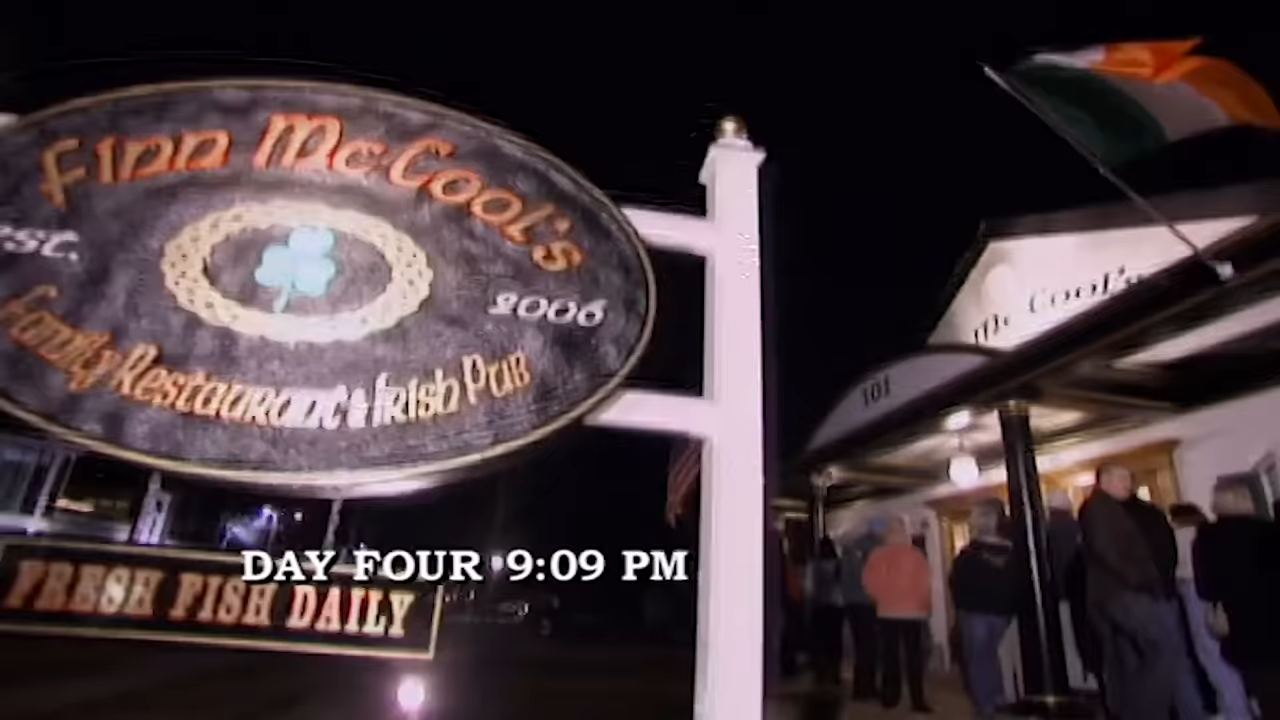 Finn McCool's
est. 2006
Family Restaurant & Irish Pub
FRESH FISH DAILY
Mc Cool's
101
DAY FOUR 9:09 PM